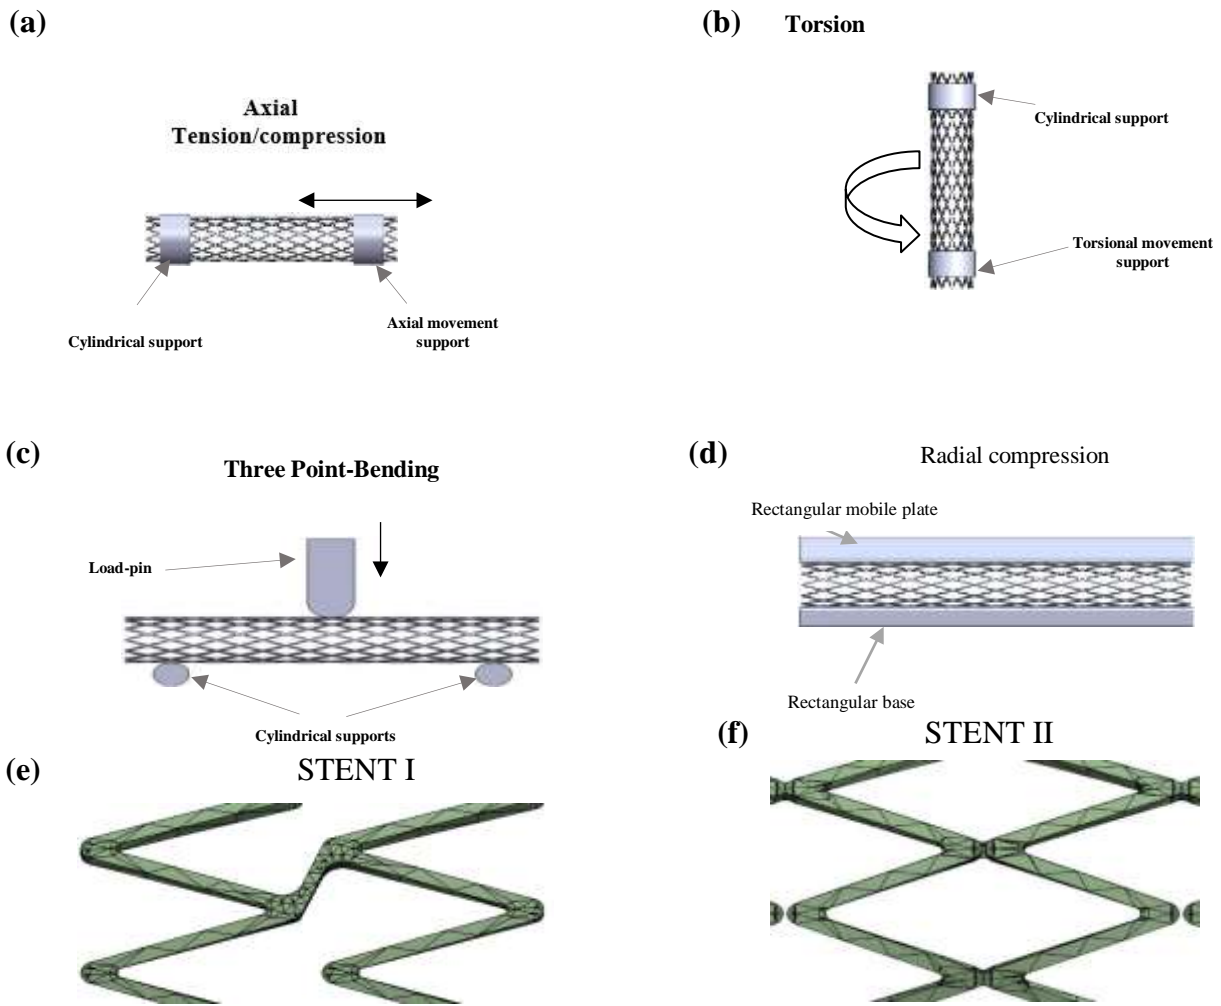 (a)
Axial
Tension/compression
Cylindrical support
Axial movement
support
(b)
Torsion
Cylindrical support
Torsional movement
support
(c)
Three Point-Bending
Load-pin
Cylindrical supports
(d)
Radial compression
Rectangular mobile plate
Rectangular base
(e)
STENT I
(f)
STENT II